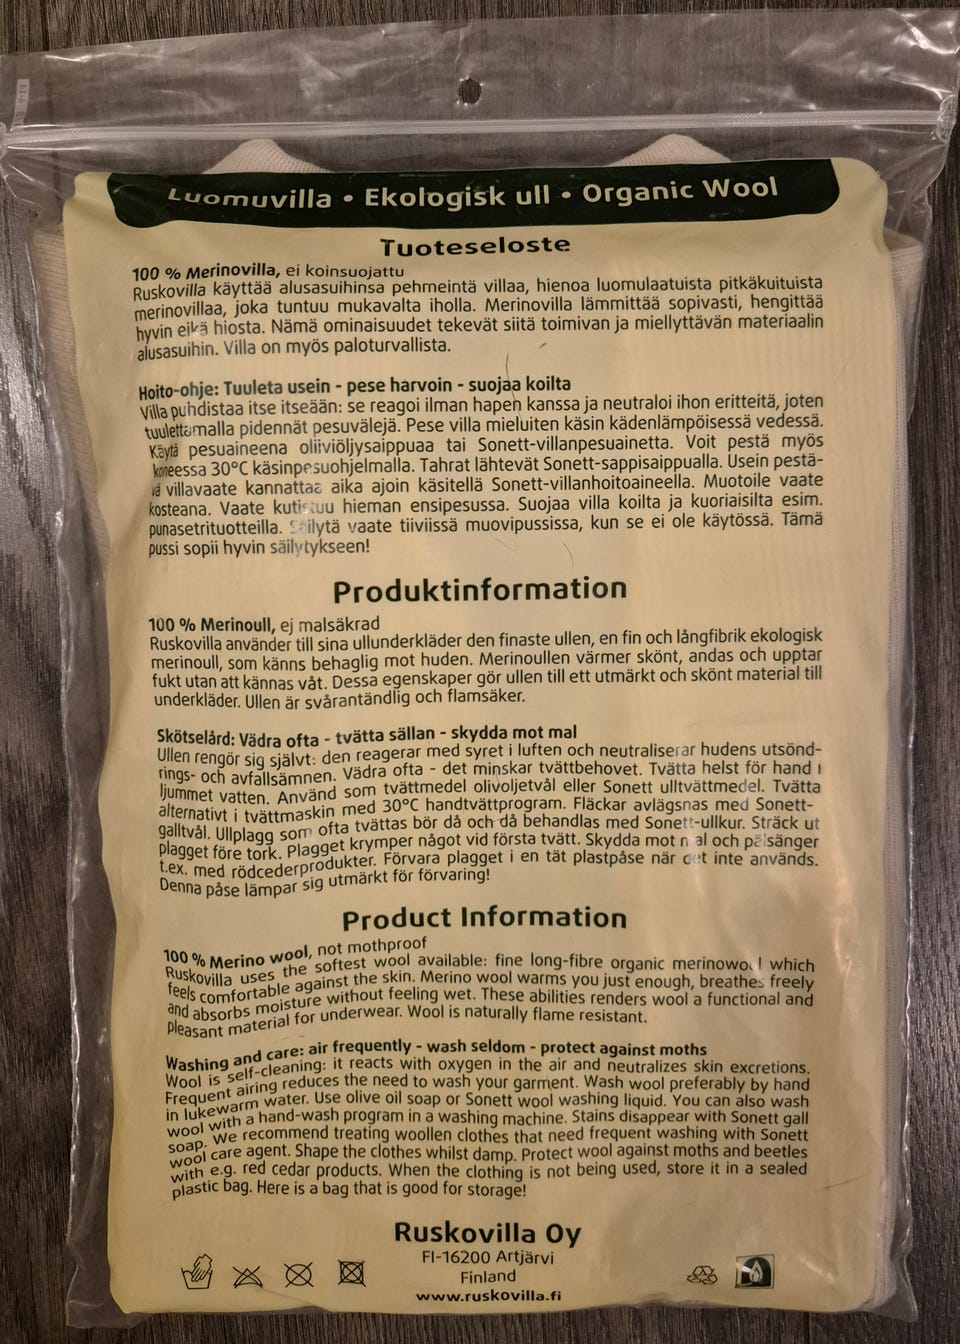 Luomuvilla • Ekologisk ull • Organic Wool
Tuoteseloste
100 % Merinovilla, ei koinsuojattu
Ruskovilla käyttää alusasuihinsa pehmeintä villaa, hienoa luomulaatuista pitkäkuituista
merinovillaa, joka tuntuu mukavalta iholla. Merinovilla lämmittää sopivasti, hengittää
hyvin eikä hiosta. Nämä ominaisuudet tekevät siitä toimivan ja miellyttävän materiaalin
alusasuihin. Villa on myös paloturvallista.
Hoito-ohje: Tuuleta usein - pese harvoin - suojaa koilta
Villa puhdistaa itse itseään: se reagoi ilman hapen kanssa ja neutraloi ihon eritteitä, joten
tuulettamalla pidennät pesuvälejä. Pese villa mieluiten käsin kädenlämpöisessä vedessä.
Käytä pesuaineena oliiviöljysaippuaa tai Sonett-villanpesuainetta. Voit pestä myös
koneessa 30°C käsinpesuohjelmalla. Tahrat lähtevät Sonett-sappisaippualla. Usein pestä-
vä villavaate kannattaa aika ajoin käsitellä Sonett-villanhoitoaineella. Muotoile vaate
kosteana. Vaate kutistuu hieman ensipesussa. Suojaa villa koilta ja kuoriaisilta esim.
punasetrituotteilla. Säilytä vaate tiiviissä muovipussissa, kun se ei ole käytössä. Tämä
pussi sopii hyvin säilytykseen!
Produktinformation
100 % Merinoull, ej malsäkrad
Ruskovilla använder till sina ullunderkläder den finaste ullen, en fin och långfibrik ekologisk
merinoull, som känns behaglig mot huden. Merinoullen värmer skönt, andas och upptar
fukt utan att kännas våt. Dessa egenskaper gör ullen till ett utmärkt och skönt material till
underkläder. Ullen är svårantändlig och flamsäker.
Skötselård: Vädra ofta - tvätta sällan - skydda mot mal
Ullen rengör sig självt: den reagerar med syret i luften och neutraliserar hudens utsönd-
rings- och avfallsämnen. Vädra ofta - det minskar tvättbehovet. Tvätta helst för hand i
ljummet vatten. Använd som tvättmedel olivoljetvål eller Sonett ulltvättmedel. Tvätta
alternativt i tvättmaskin med 30°C handtvättprogram. Fläckar avlägsnas med Sonett-
galltvål. Ullplagg som ofta tvättas bör då och då behandlas med Sonett-ullkur. Sträck ut
plagget före tork. Plagget krymper något vid första tvätt. Skydda mot mal och pälsänger
t.ex. med rödcederprodukter. Förvara plagget i en tät plastpåse när det inte används.
Denna påse lämpar sig utmärkt för förvaring!
Product Information
100 % Merino wool, not mothproof
Ruskovilla uses the softest wool available: fine long-fibre organic merinowool which
feels comfortable against the skin. Merino wool warms you just enough, breathes freely
and absorbs moisture without feeling wet. These abilities renders wool a functional and
pleasant material for underwear. Wool is naturally flame resistant.
Washing and care: air frequently - wash seldom - protect against moths
Wool is self-cleaning: it reacts with oxygen in the air and neutralizes skin excretions.
Frequent airing reduces the need to wash your garment. Wash wool preferably by hand
in lukewarm water. Use olive oil soap or Sonett wool washing liquid. You can also wash
wool with a hand-wash program in a washing machine. Stains disappear with Sonett gall
soap. We recommend treating woollen clothes that need frequent washing with Sonett
wool care agent. Shape the clothes whilst damp. Protect wool against moths and beetles
with e.g. red cedar products. When the clothing is not being used, store it in a sealed
plastic bag. Here is a bag that is good for storage!
Ruskovilla Oy
FI-16200 Artjärvi
Finland
www.ruskovilla.fi